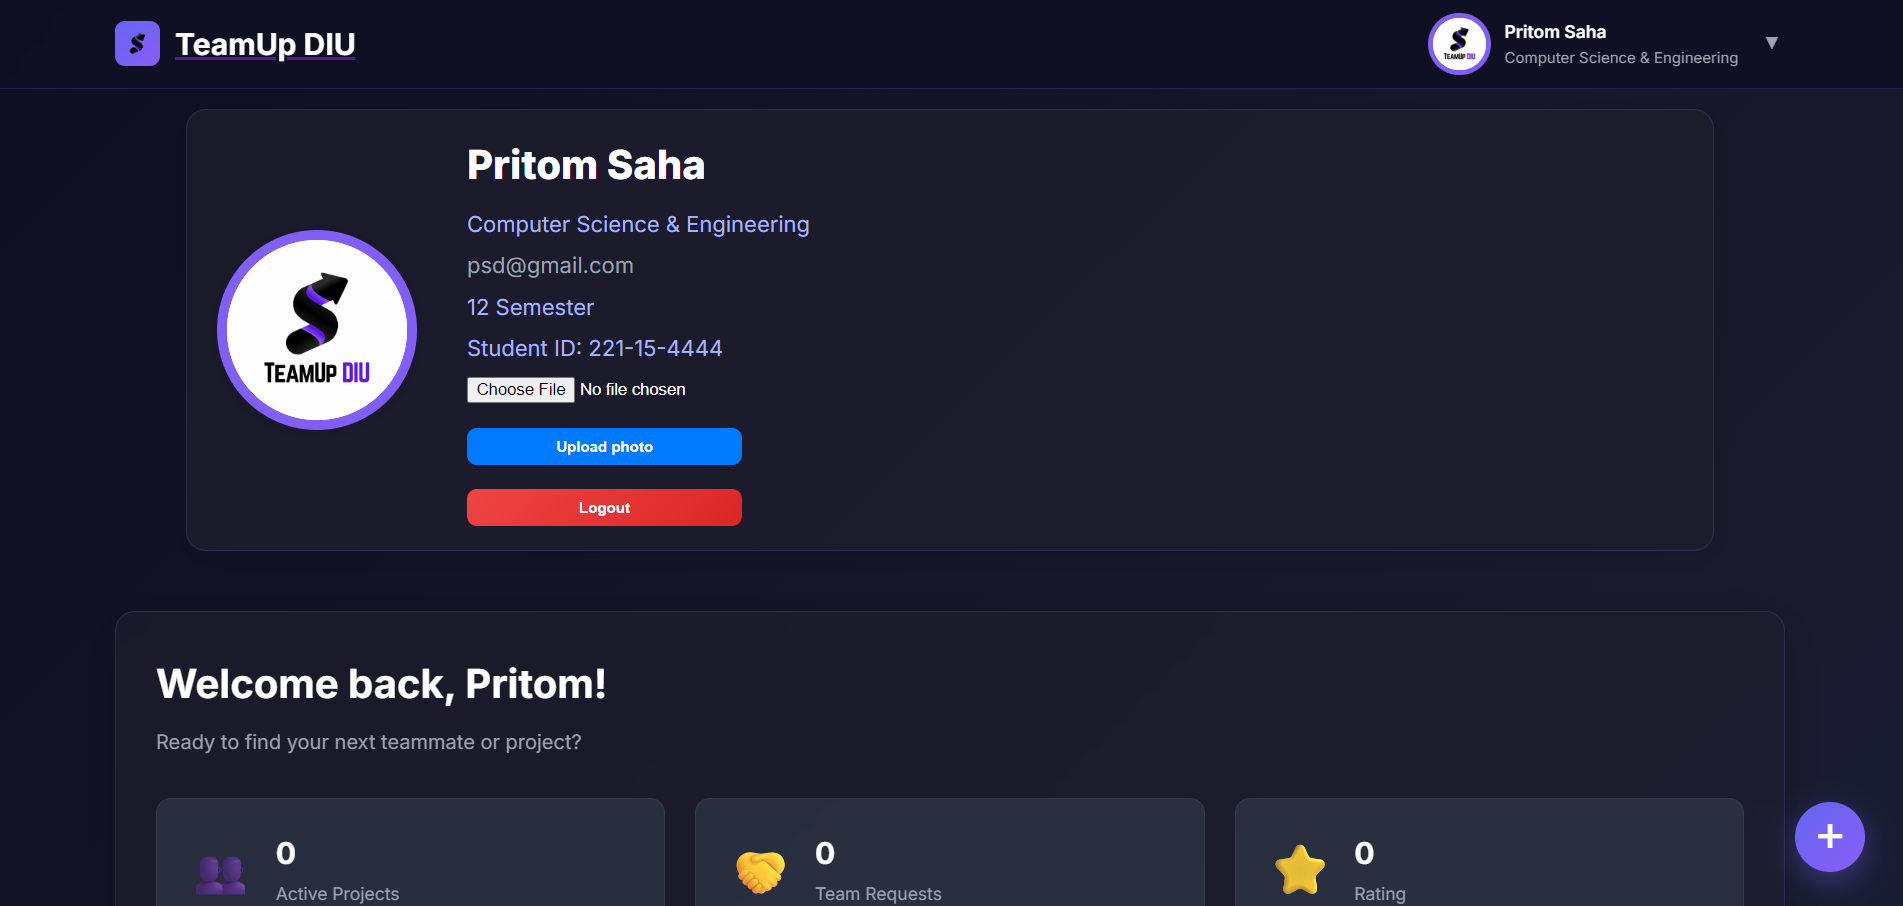 TeamUp DIU
TEAMUP DIU
Pritom Saha
Computer Science & Engineering
▼
Pritom Saha
Computer Science & Engineering
psd@gmail.com
12 Semester
Student ID: 221-15-4444
TEAMUP DIU
Choose File No file chosen
Upload photo
Logout
Welcome back, Pritom!
Ready to find your next teammate or project?
0
Active Projects
0
Team Requests
0
Rating
+